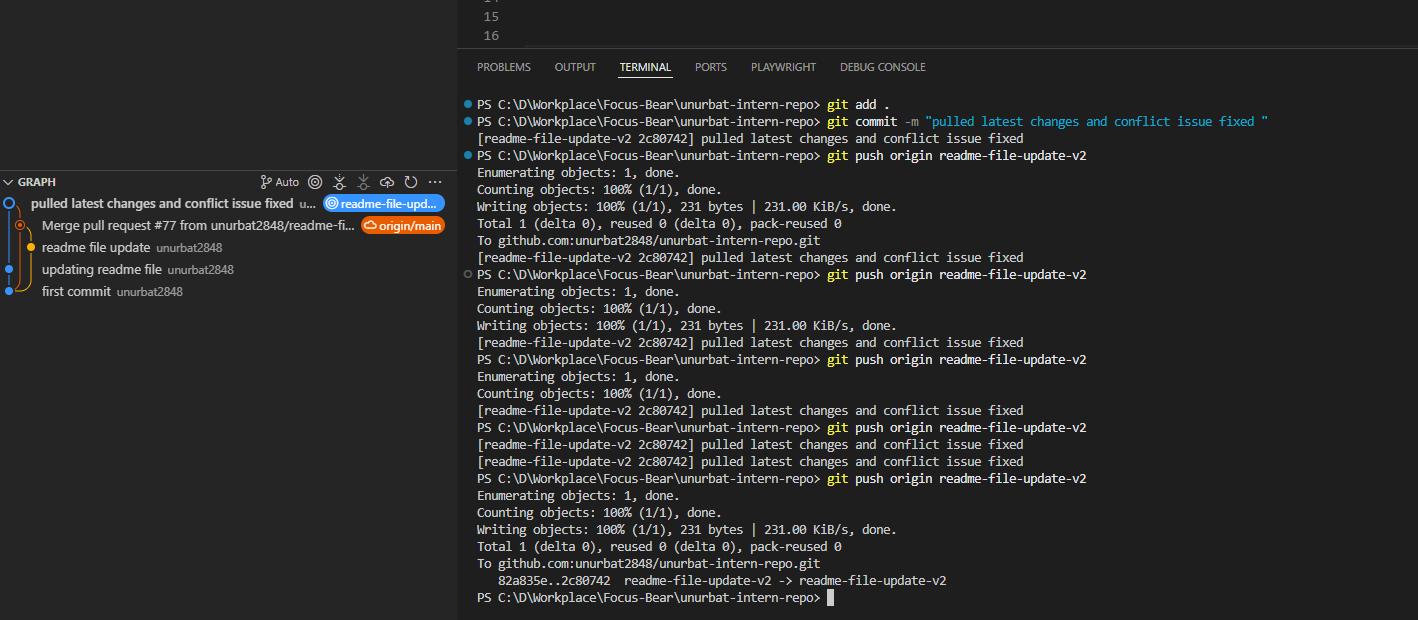 15
16
PROBLEMS OUTPUT TERMINAL PORTS PLAYWRIGHT DEBUG CONSOLE
GRAPH Auto
pulled latest changes and conflict issue fixed u... readme-file-upd...
Merge pull request #77 from unurbat2848/readme-fi... origin/main
readme file update unurbat2848
updating readme file unurbat2848
first commit unurbat2848
PS C:\D\Workplace\Focus-Bear\unurbat-intern-repo> git add .
PS C:\D\Workplace\Focus-Bear\unurbat-intern-repo> git commit -m "pulled latest changes and conflict issue fixed "
[readme-file-update-v2 2c80742] pulled latest changes and conflict issue fixed
PS C:\D\Workplace\Focus-Bear\unurbat-intern-repo> git push origin readme-file-update-v2
Enumerating objects: 1, done.
Counting objects: 100% (1/1), done.
Writing objects: 100% (1/1), 231 bytes | 231.00 KiB/s, done.
Total 1 (delta 0), reused 0 (delta 0), pack-reused 0
To github.com:unurbat2848/unurbat-intern-repo.git
[readme-file-update-v2 2c80742] pulled latest changes and conflict issue fixed
PS C:\D\Workplace\Focus-Bear\unurbat-intern-repo> git push origin readme-file-update-v2
Enumerating objects: 1, done.
Counting objects: 100% (1/1), done.
Writing objects: 100% (1/1), 231 bytes | 231.00 KiB/s, done.
[readme-file-update-v2 2c80742] pulled latest changes and conflict issue fixed
PS C:\D\Workplace\Focus-Bear\unurbat-intern-repo> git push origin readme-file-update-v2
Enumerating objects: 1, done.
Counting objects: 100% (1/1), done.
[readme-file-update-v2 2c80742] pulled latest changes and conflict issue fixed
PS C:\D\Workplace\Focus-Bear\unurbat-intern-repo> git push origin readme-file-update-v2
[readme-file-update-v2 2c80742] pulled latest changes and conflict issue fixed
[readme-file-update-v2 2c80742] pulled latest changes and conflict issue fixed
PS C:\D\Workplace\Focus-Bear\unurbat-intern-repo> git push origin readme-file-update-v2
Enumerating objects: 1, done.
Counting objects: 100% (1/1), done.
Writing objects: 100% (1/1), 231 bytes | 231.00 KiB/s, done.
Total 1 (delta 0), reused 0 (delta 0), pack-reused 0
To github.com:unurbat2848/unurbat-intern-repo.git
82a835e..2c80742 readme-file-update-v2 -> readme-file-update-v2
PS C:\D\Workplace\Focus-Bear\unurbat-intern-repo>